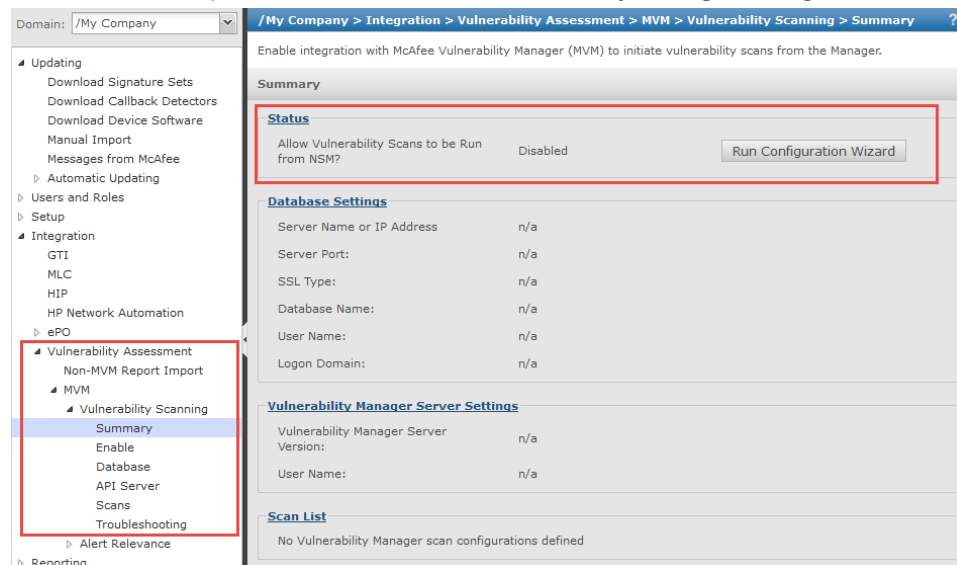 Domain: /My Company
Updating
Download Signature Sets
Download Callback Detectors
Download Device Software
Manual Import
Messages from McAfee
Automatic Updating
Users and Roles
Setup
Integration
GTI
MLC
HIP
HP Network Automation
ePO
Vulnerability Assessment
Non-MVM Report Import
MVM
Vulnerability Scanning
Summary
Enable
Database
API Server
Scans
Troubleshooting
Alert Relevance
Reporting
/My Company > Integration > Vulnerability Assessment > MVM > Vulnerability Scanning > Summary ?
Enable integration with McAfee Vulnerability Manager (MVM) to initiate vulnerability scans from the Manager.
Summary
Status
Allow Vulnerability Scans to be Run
from NSM? Disabled Run Configuration Wizard
Database Settings
Server Name or IP Address n/a
Server Port: n/a
SSL Type: n/a
Database Name: n/a
User Name: n/a
Logon Domain: n/a
Vulnerability Manager Server Settings
Vulnerability Manager Server
Version: n/a
User Name: n/a
Scan List
No Vulnerability Manager scan configurations defined